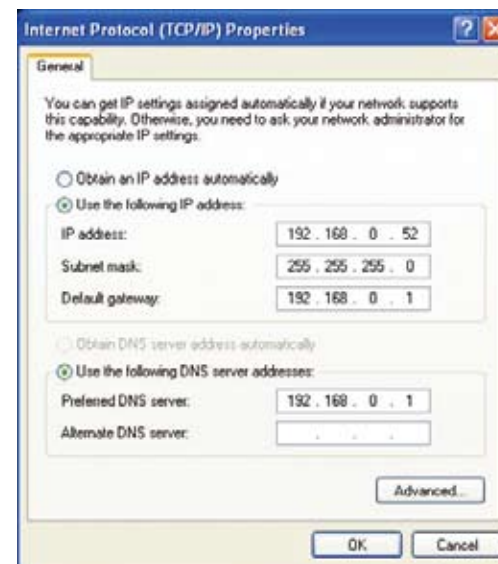 Internet Protocol (TCP/IP) Properties
General
You can get IP settings assigned automatically if your network supports
this capability. Otherwise, you need to ask your network administrator for
the appropriate IP settings.
Obtain an IP address automatically
Use the following IP address:
IP address: 192 . 168 . 0 . 52
Subnet mask: 255 . 255 . 255 . 0
Default gateway: 192 . 168 . 0 . 1
Obtain DNS server address automatically
Use the following DNS server addresses:
Preferred DNS server: 192 . 168 . 0 . 1
Alternate DNS server: . . .
Advanced...
OK Cancel